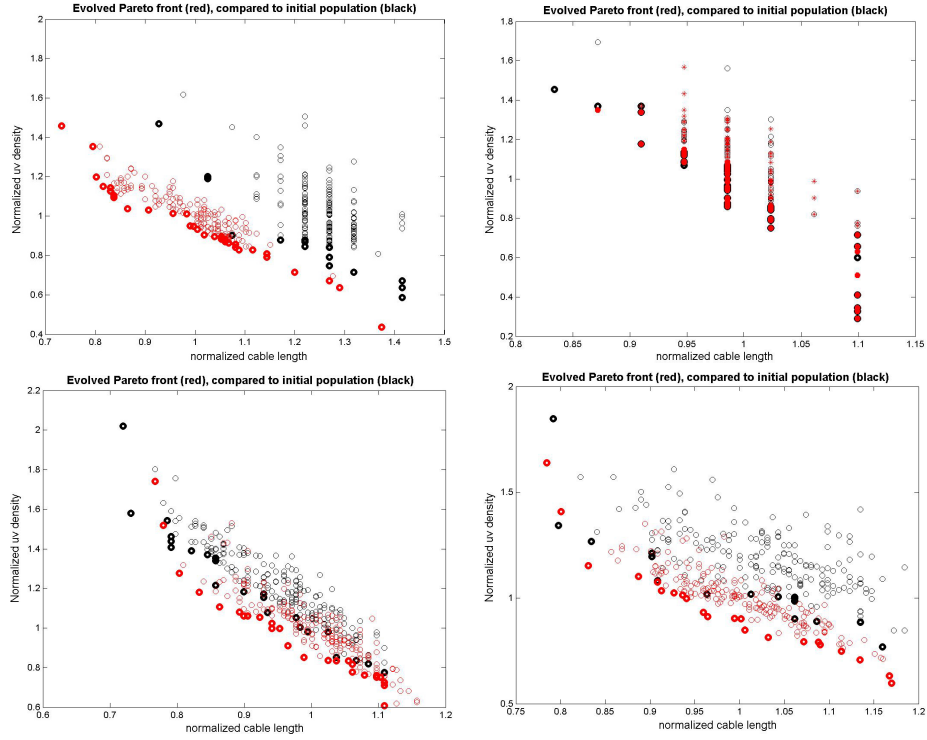 Evolved Pareto front (red), compared to initial population (black)
2
1.8
1.6
1.4
1.2
1
0.8
0.6
0.4
Normalized uv density
0.7 0.8 0.9 1 1.1 1.2 1.3 1.4 1.5
normalized cable length
Evolved Pareto front (red), compared to initial population (black)
1.8
1.6
1.4
1.2
1
0.8
0.6
0.4
0.2
Normalized uv density
0.8 0.85 0.9 0.95 1 1.05 1.1 1.15
normalized cable length
Evolved Pareto front (red), compared to initial population (black)
2.2
2
1.8
1.6
1.4
1.2
1
0.8
0.6
Normalized uv density
0.6 0.7 0.8 0.9 1 1.1 1.2
normalized cable length
Evolved Pareto front (red), compared to initial population (black)
2
1.5
1
0.5
Normalized uv density
0.75 0.8 0.85 0.9 0.95 1 1.05 1.1 1.15 1.2
normalized cable length